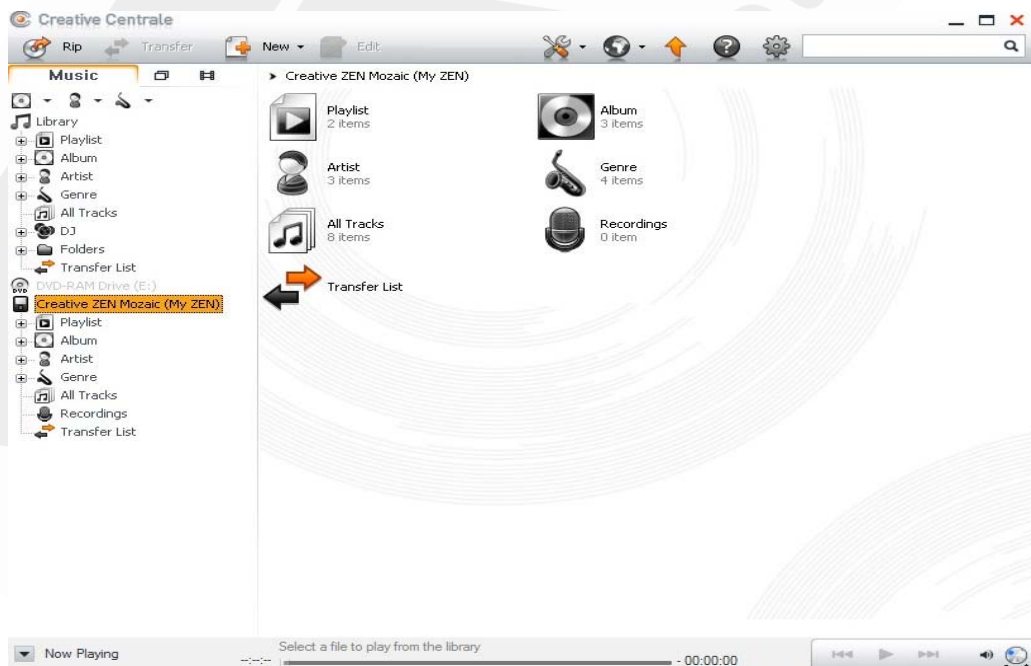 Creative Centrale
Rip Transfer New Edit
Music
Creative ZEN Mozaic (My ZEN)
Library
Playlist
Album
Artist
Genre
All Tracks
DJ
Folders
Transfer List
DVD-RAM Drive (E:)
Creative ZEN Mozaic (My ZEN)
Playlist
Album
Artist
Genre
All Tracks
Recordings
Transfer List
Playlist
2 items
Album
3 items
Artist
3 items
Genre
4 items
All Tracks
8 items
Recordings
0 item
Transfer List
Now Playing
Select a file to play from the library
--:--:-- - 00:00:00